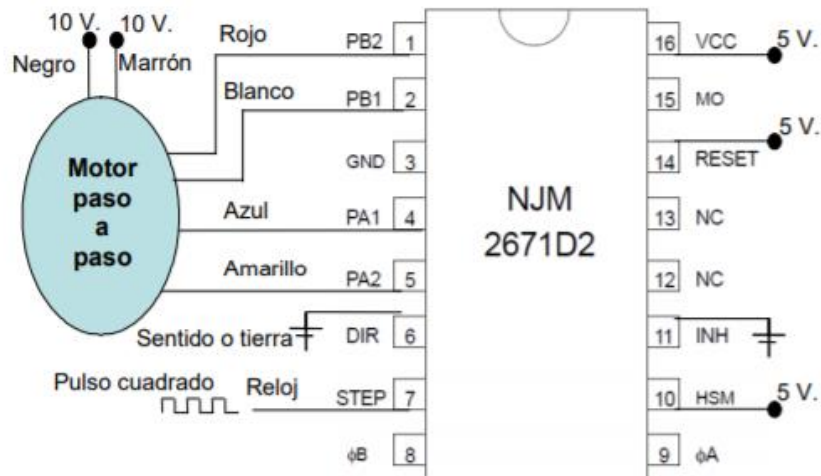 10 V. 10 V.
Negro Marrón
Motor
paso
a
paso
Rojo PB2 1
Blanco PB1 2
GND 3
Azul PA1 4
Amarillo PA2 5
Sentido o tierra DIR 6
Pulso cuadrado Reloj STEP 7
ϕB 8
NJM
2671D2
16 VCC 5 V.
15 MO
5 V.
14 RESET
13 NC
12 NC
11 INH
10 HSM 5 V.
9 ϕA